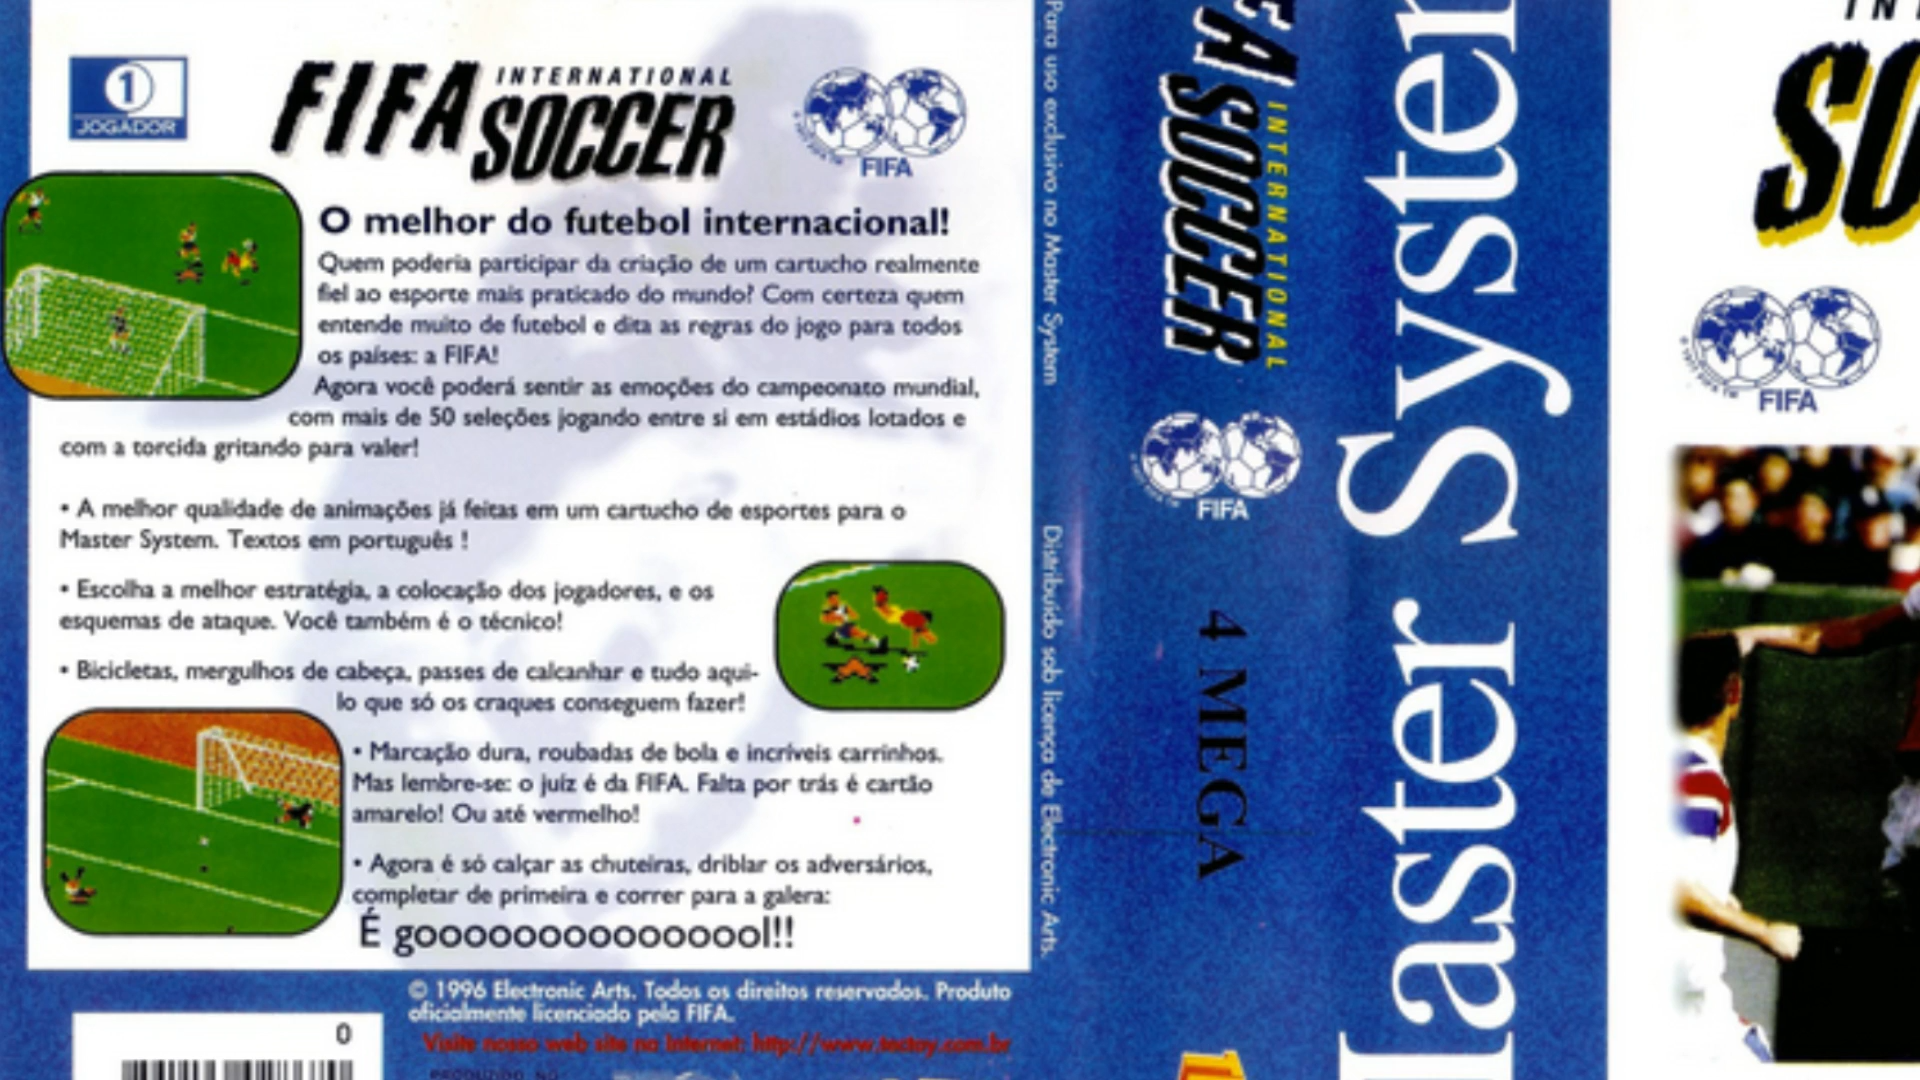 1
JOGADOR
FIFA INTERNATIONAL
SOCCER
FIFA
O melhor do futebol internacional!
Quem poderia participar da criação de um cartucho realmente
fiel ao esporte mais praticado do mundo? Com certeza quem
entende muito de futebol e dita as regras do jogo para todos
os países: a FIFA!
Agora você poderá sentir as emoções do campeonato mundial,
com mais de 50 seleções jogando entre si em estádios lotados e
com a torcida gritando para valer!
• A melhor qualidade de animações já feitas em um cartucho de esportes para o
Master System. Textos em português !
• Escolha a melhor estratégia, a colocação dos jogadores, e os
esquemas de ataque. Você também é o técnico!
• Bicicletas, mergulhos de cabeça, passes de calcanhar e tudo aqui-
lo que só os craques conseguem fazer!
• Marcação dura, roubadas de bola e incríveis carrinhos.
Mas lembre-se: o juiz é da FIFA. Falta por trás é cartão
amarelo! Ou até vermelho!
• Agora é só calçar as chuteiras, driblar os adversários,
completar de primeira e correr para a galera:
É gooooooooooooooool!!
© 1996 Electronic Arts. Todos os direitos reservados. Produto
oficialmente licenciado pela FIFA.
Visite nosso web site na Internet: http://www.tectoy.com.br
PRODUZIDO NO
0
Para uso exclusivo no Master System
Distribuído sob licença de Electronic Arts.
FA INTERNATIONAL
SOCCER
FIFA
4 MEGA
aster System
IN
SO
FIFA